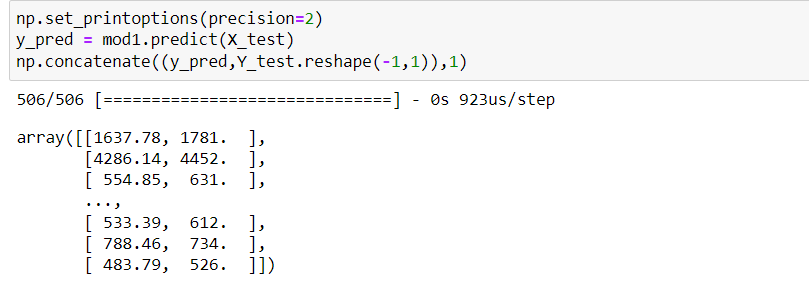 np.set_printoptions(precision=2)
y_pred = mod1.predict(X_test)
np.concatenate((y_pred,Y_test.reshape(-1,1)),1)
506/506 [==============================] - 0s 923us/step
array([[1637.78, 1781.  ],
       [4286.14, 4452.  ],
       [ 554.85,  631.  ],
       ...,
       [ 533.39,  612.  ],
       [ 788.46,  734.  ],
       [ 483.79,  526.  ]])